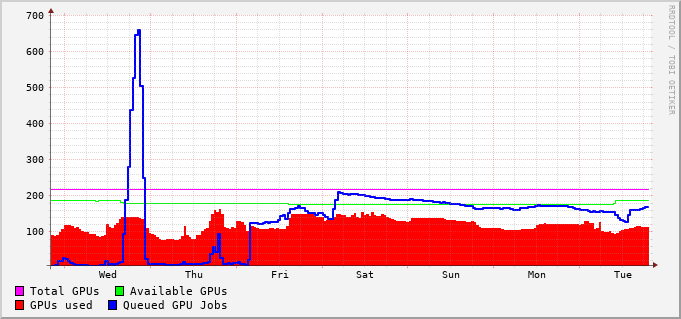 700
600
500
400
300
200
100
Wed Thu Fri Sat Sun Mon Tue
Total GPUs Available GPUs
GPUs used Queued GPU Jobs
RRDTOOL / TOBI OETIKER